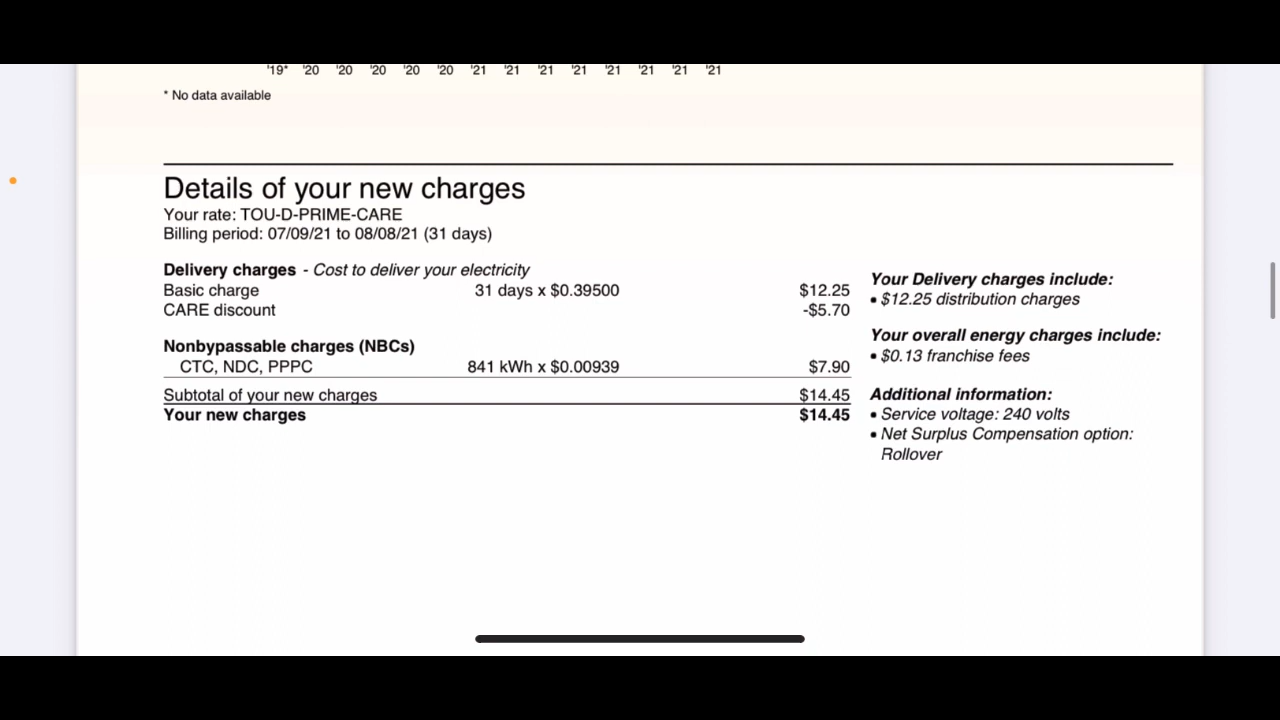 '19* '20 '20 '20 '20 '20 '21 '21 '21 '21 '21 '21 '21 '21
* No data available
Details of your new charges
Your rate: TOU-D-PRIME-CARE
Billing period: 07/09/21 to 08/08/21 (31 days)
Delivery charges - Cost to deliver your electricity
Basic charge 31 days x $0.39500 $12.25
CARE discount -$5.70
Nonbypassable charges (NBCs)
CTC, NDC, PPPC 841 kWh x $0.00939 $7.90
Subtotal of your new charges $14.45
Your new charges $14.45
Your Delivery charges include:
• $12.25 distribution charges
Your overall energy charges include:
• $0.13 franchise fees
Additional information:
• Service voltage: 240 volts
• Net Surplus Compensation option:
Rollover